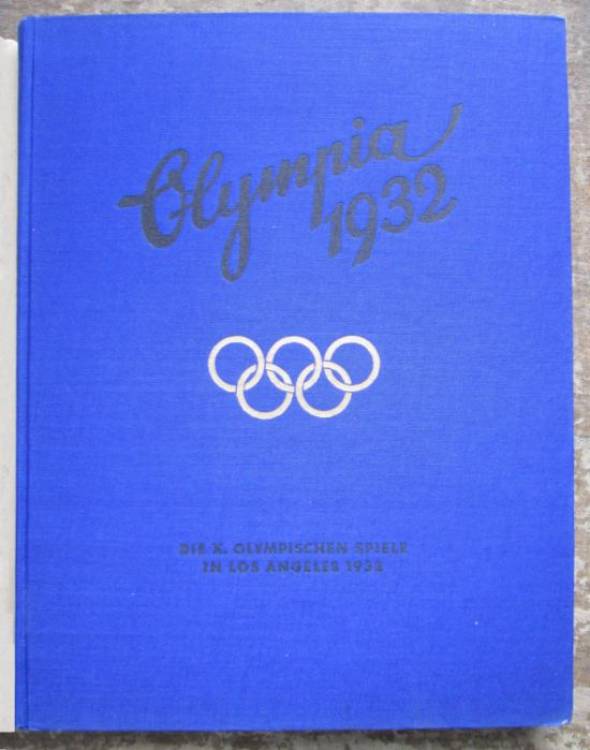 Olympia
1932
DIE X. OLYMPISCHEN SPIELE
IN LOS ANGELES 1932